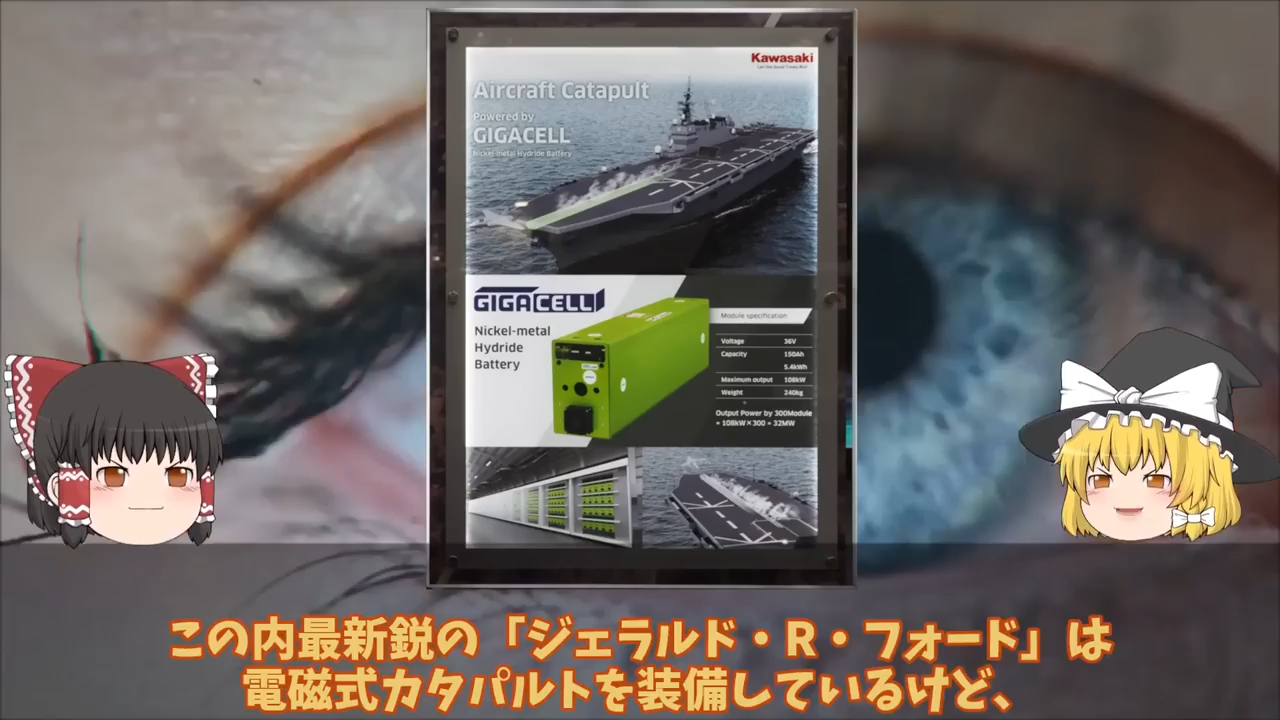 Kawasaki
Aircraft Catapult
Powered by
GIGACELL
Nickel-metal Hydride Battery
GIGACELL
Nickel-metal
Hydride
Battery
Module specification
Voltage 36V
Capacity 150Ah
5.4kWh
Maximum output 108kW
Weight 240kg
Output Power by 300Module
= 108kW×300 = 32MW
この内最新鋭の「ジェラルド・R・フォード」は
電磁式カタパルトを装備しているけど、